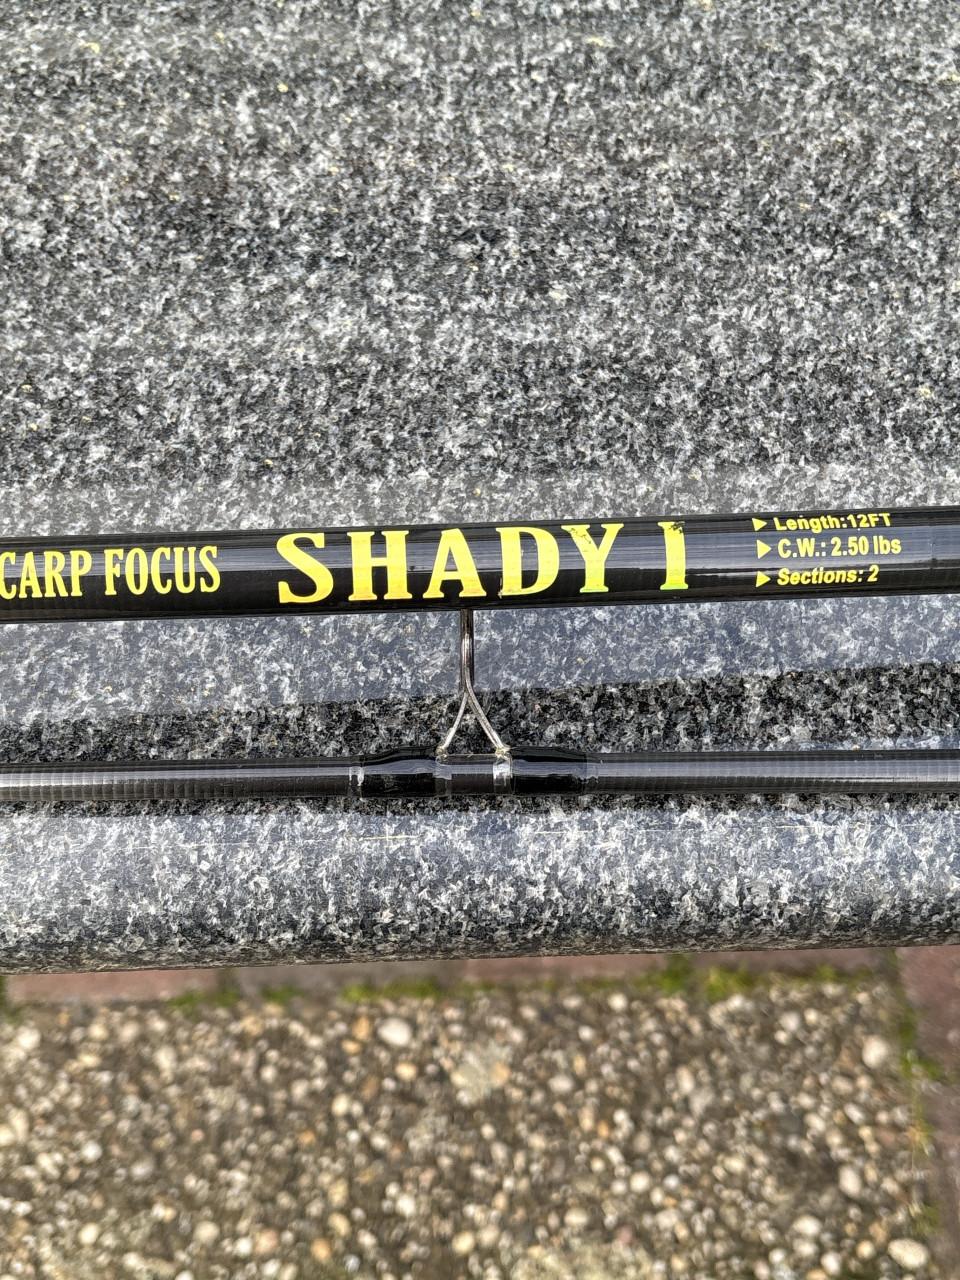 CARP FOCUS SHADY I
Length:12FT
C.W.: 2.50 lbs
Sections: 2